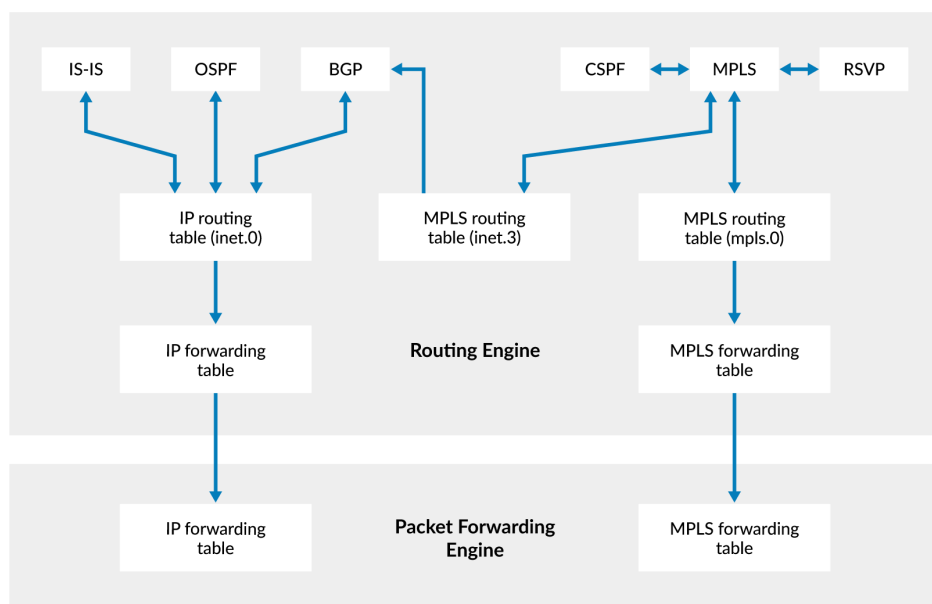 IS-IS
OSPF
BGP
CSPF
MPLS
RSVP
IP routing
table (inet.0)
MPLS routing
table (inet.3)
MPLS routing
table (mpls.0)
IP forwarding
table
Routing Engine
MPLS forwarding
table
IP forwarding
table
Packet Forwarding
Engine
MPLS forwarding
table